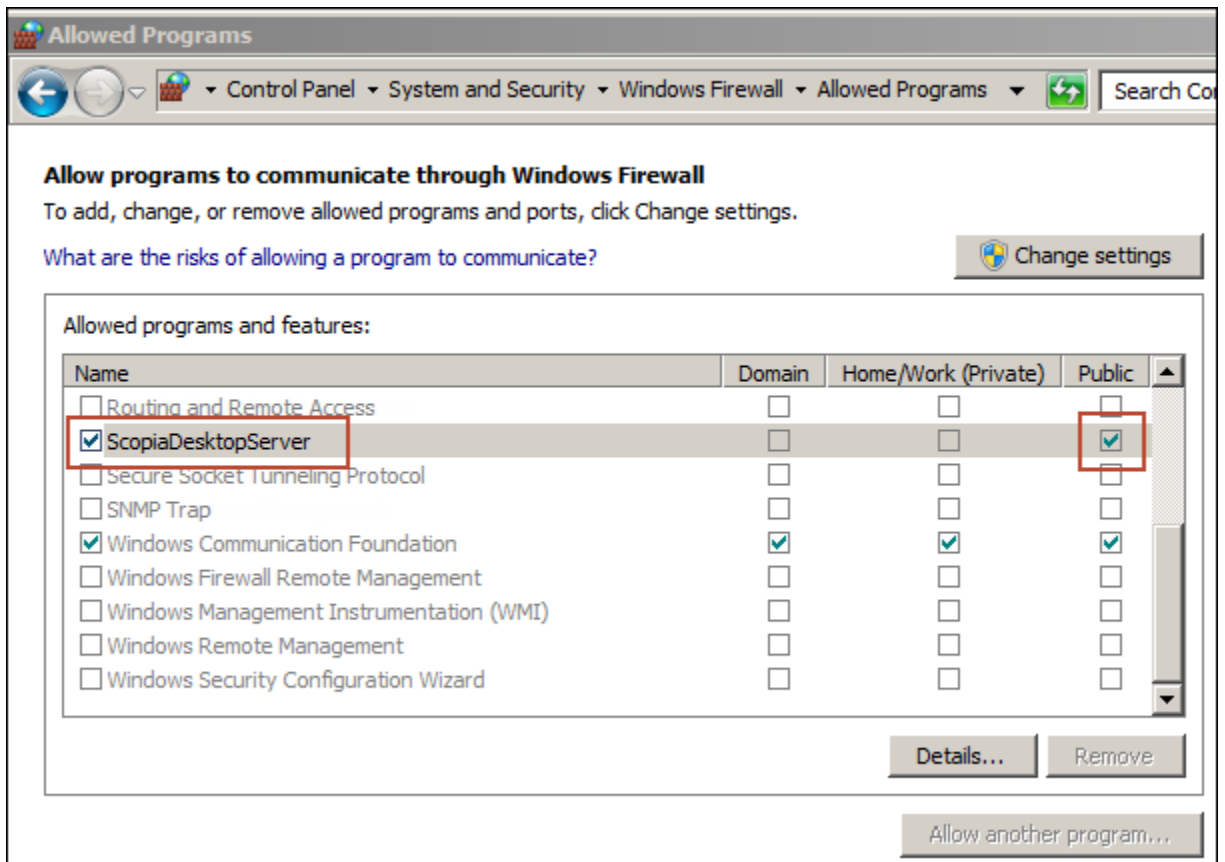 Allowed Programs
Control Panel System and Security Windows Firewall Allowed Programs Search
Allow programs to communicate through Windows Firewall
To add, change, or remove allowed programs and ports, click Change settings.
What are the risks of allowing a program to communicate? Change settings
Allowed programs and features:
Name Domain Home/Work (Private) Public
Routing and Remote Access
ScopiaDesktopServer
Secure Socket Tunneling Protocol
SNMP Trap
Windows Communication Foundation
Windows Firewall Remote Management
Windows Management Instrumentation (WMI)
Windows Remote Management
Windows Security Configuration Wizard
Details... Remove
Allow another program...